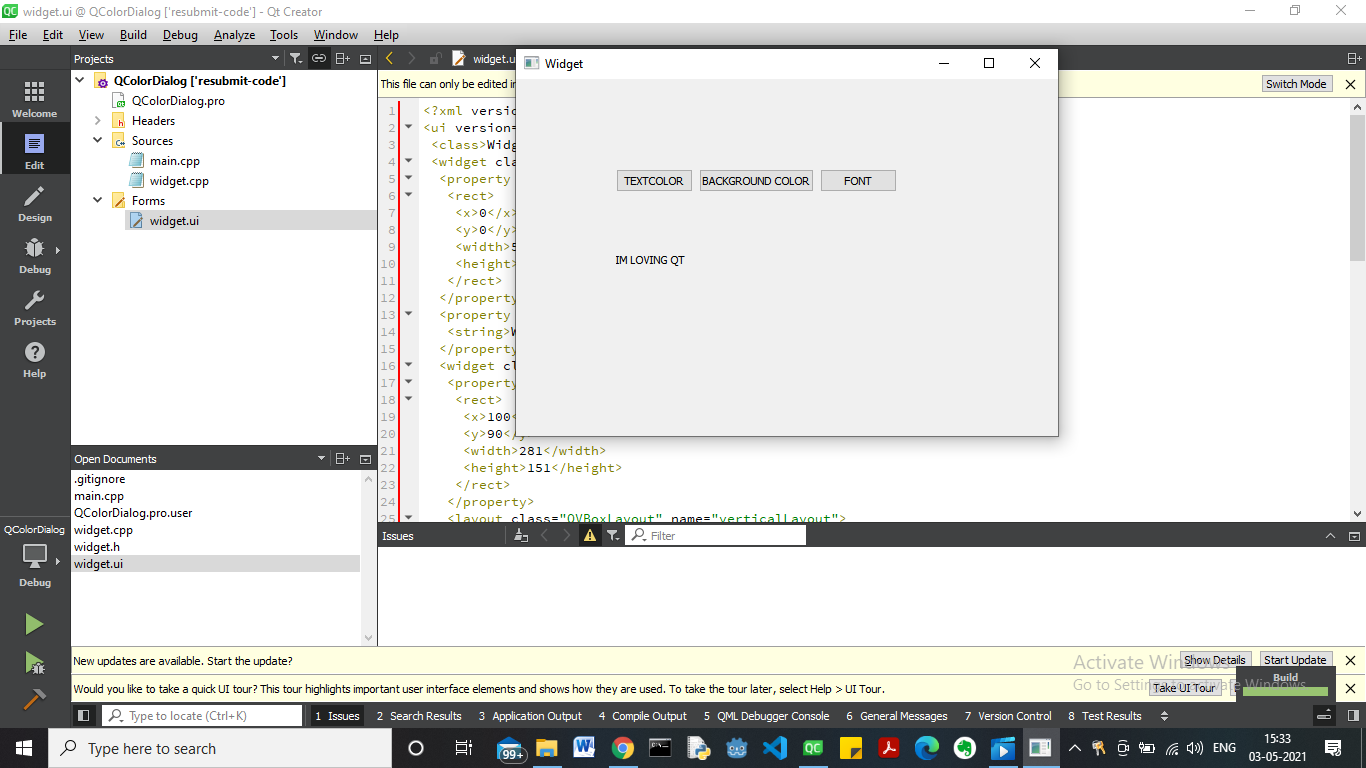 widget.ui @ QColorDialog ['resubmit-code'] - Qt Creator
File Edit View Build Debug Analyze Tools Window Help
Projects
QColorDialog ['resubmit-code']
QColorDialog.pro
Headers
Sources
main.cpp
widget.cpp
Forms
widget.ui
Welcome
Edit
Design
Debug
Projects
Help
QColorDialog
Debug
Open Documents
.gitignore
main.cpp
QColorDialog.pro.user
widget.cpp
widget.h
widget.ui
widget.u
This file can only be edited in
Switch Mode
1 <?xml versio
2 <ui version=
3 <class>Widg
4 <widget cla
5 <property
6 <rect>
7 <x>0</x>
8 <y>0</y>
9 <width>5
10 <height>
11 </rect>
12 </property
13 <property
14 <string>W
15 </property
16 <widget cl
17 <property
18 <rect>
19 <x>100<
20 <y>90</y
21 <width>281</width>
22 <height>151</height>
23 </rect>
24 </property>
25 <layout class="QVBoxLayout" name="verticalLayout">
Widget
TEXTCOLOR BACKGROUND COLOR FONT
IM LOVING QT
Issues
Filter
New updates are available. Start the update?
Show Details Start Update
Would you like to take a quick UI tour? This tour highlights important user interface elements and shows how they are used. To take the tour later, select Help > UI Tour.
Take UI Tour
Activate Windows
Go to Settings to activate Windows.
Build
Type to locate (Ctrl+K)
1 Issues 2 Search Results 3 Application Output 4 Compile Output 5 QML Debugger Console 6 General Messages 7 Version Control 8 Test Results
Type here to search
99+
ENG
15:33
03-05-2021